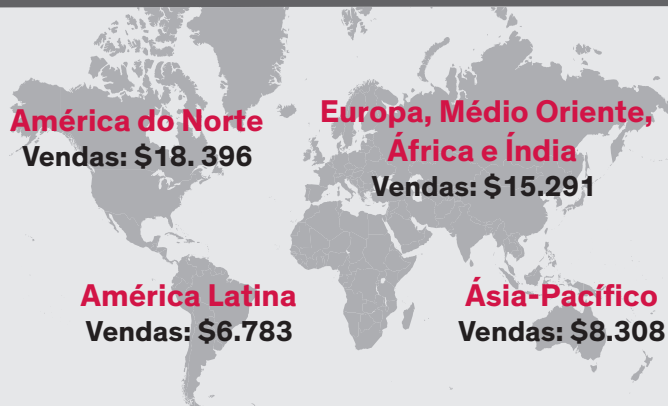 América do Norte
Vendas: $18. 396
Europa, Médio Oriente,
África e Índia
Vendas: $15.291
América Latina
Vendas: $6.783
Ásia-Pacífico
Vendas: $8.308